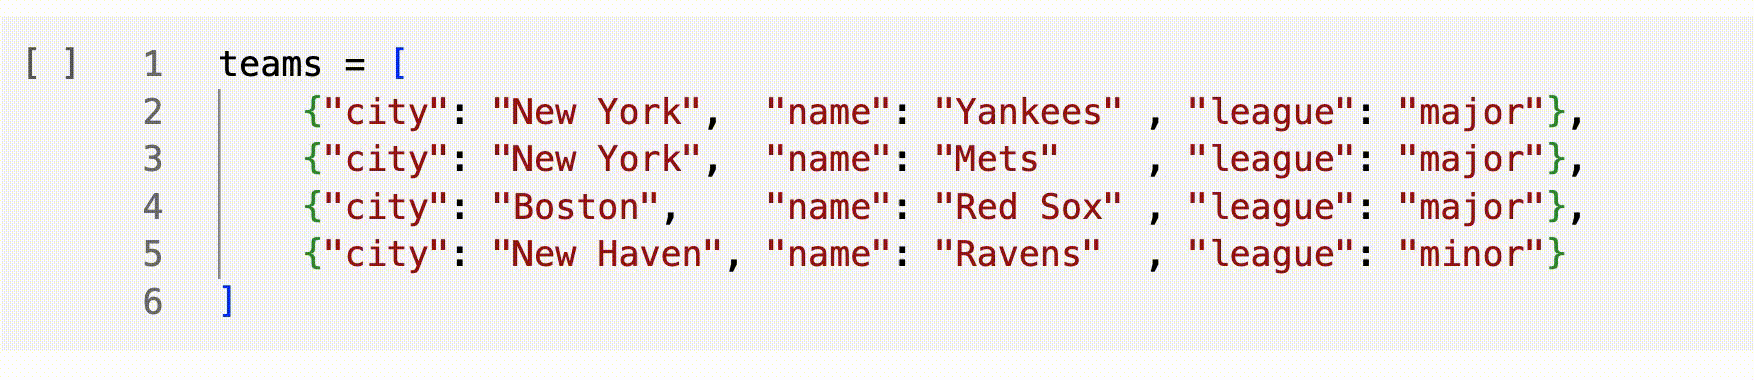 [ ] 1 teams = [
2 {"city": "New York", "name": "Yankees" , "league": "major"},
3 {"city": "New York", "name": "Mets" , "league": "major"},
4 {"city": "Boston", "name": "Red Sox" , "league": "major"},
5 {"city": "New Haven", "name": "Ravens" , "league": "minor"}
6 ]